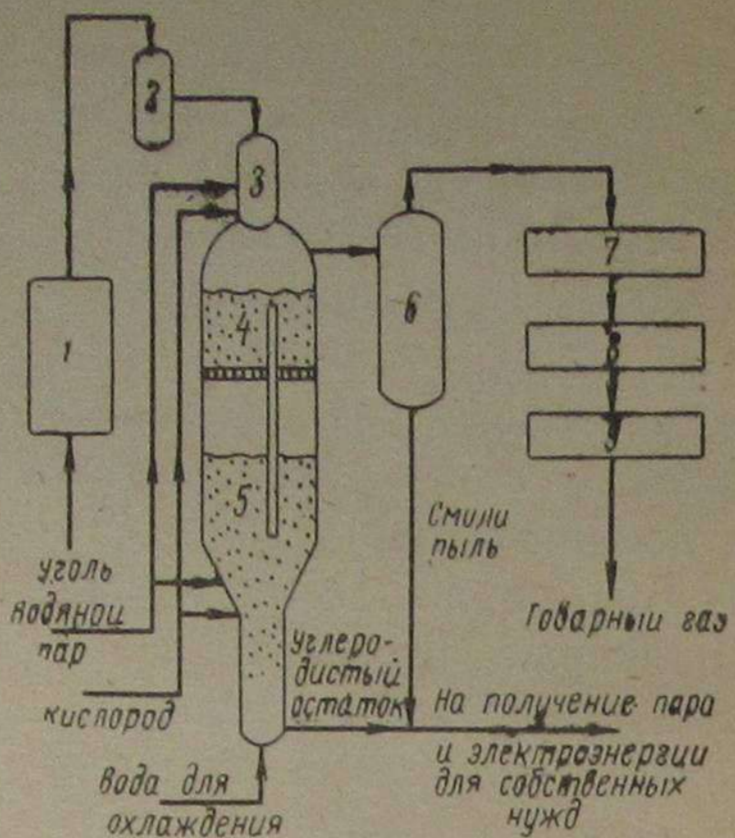 2
3
4
7
6
8
1
9
5
Смили
пыль
уголь
водяной
пар
Товарный газ
Углеро-
дистый
остаток
кислород
На получение пара
и электроэнергии
для собственных
нужд
вода для
охлаждения